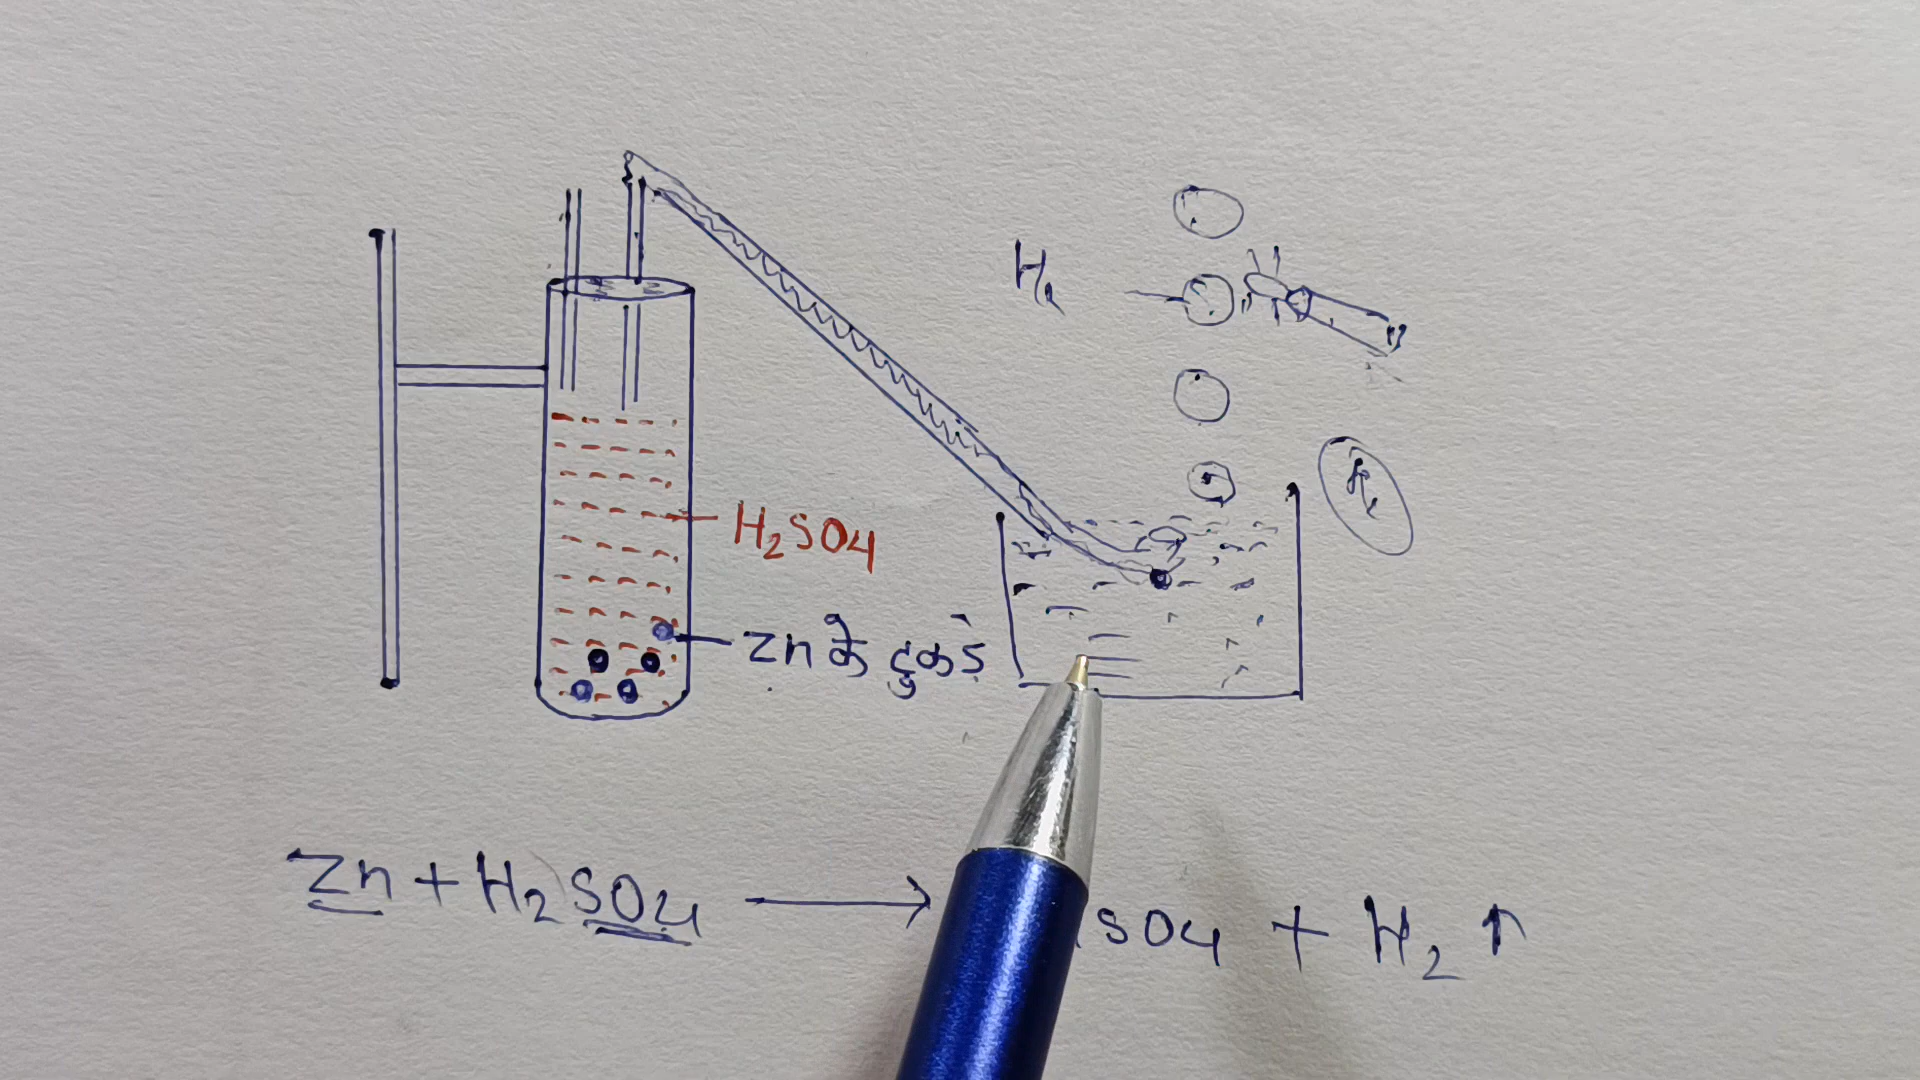 H2
H2SO4
Zn के टुकड़े
Zn + H2SO4 → SO4 + H2 ↑